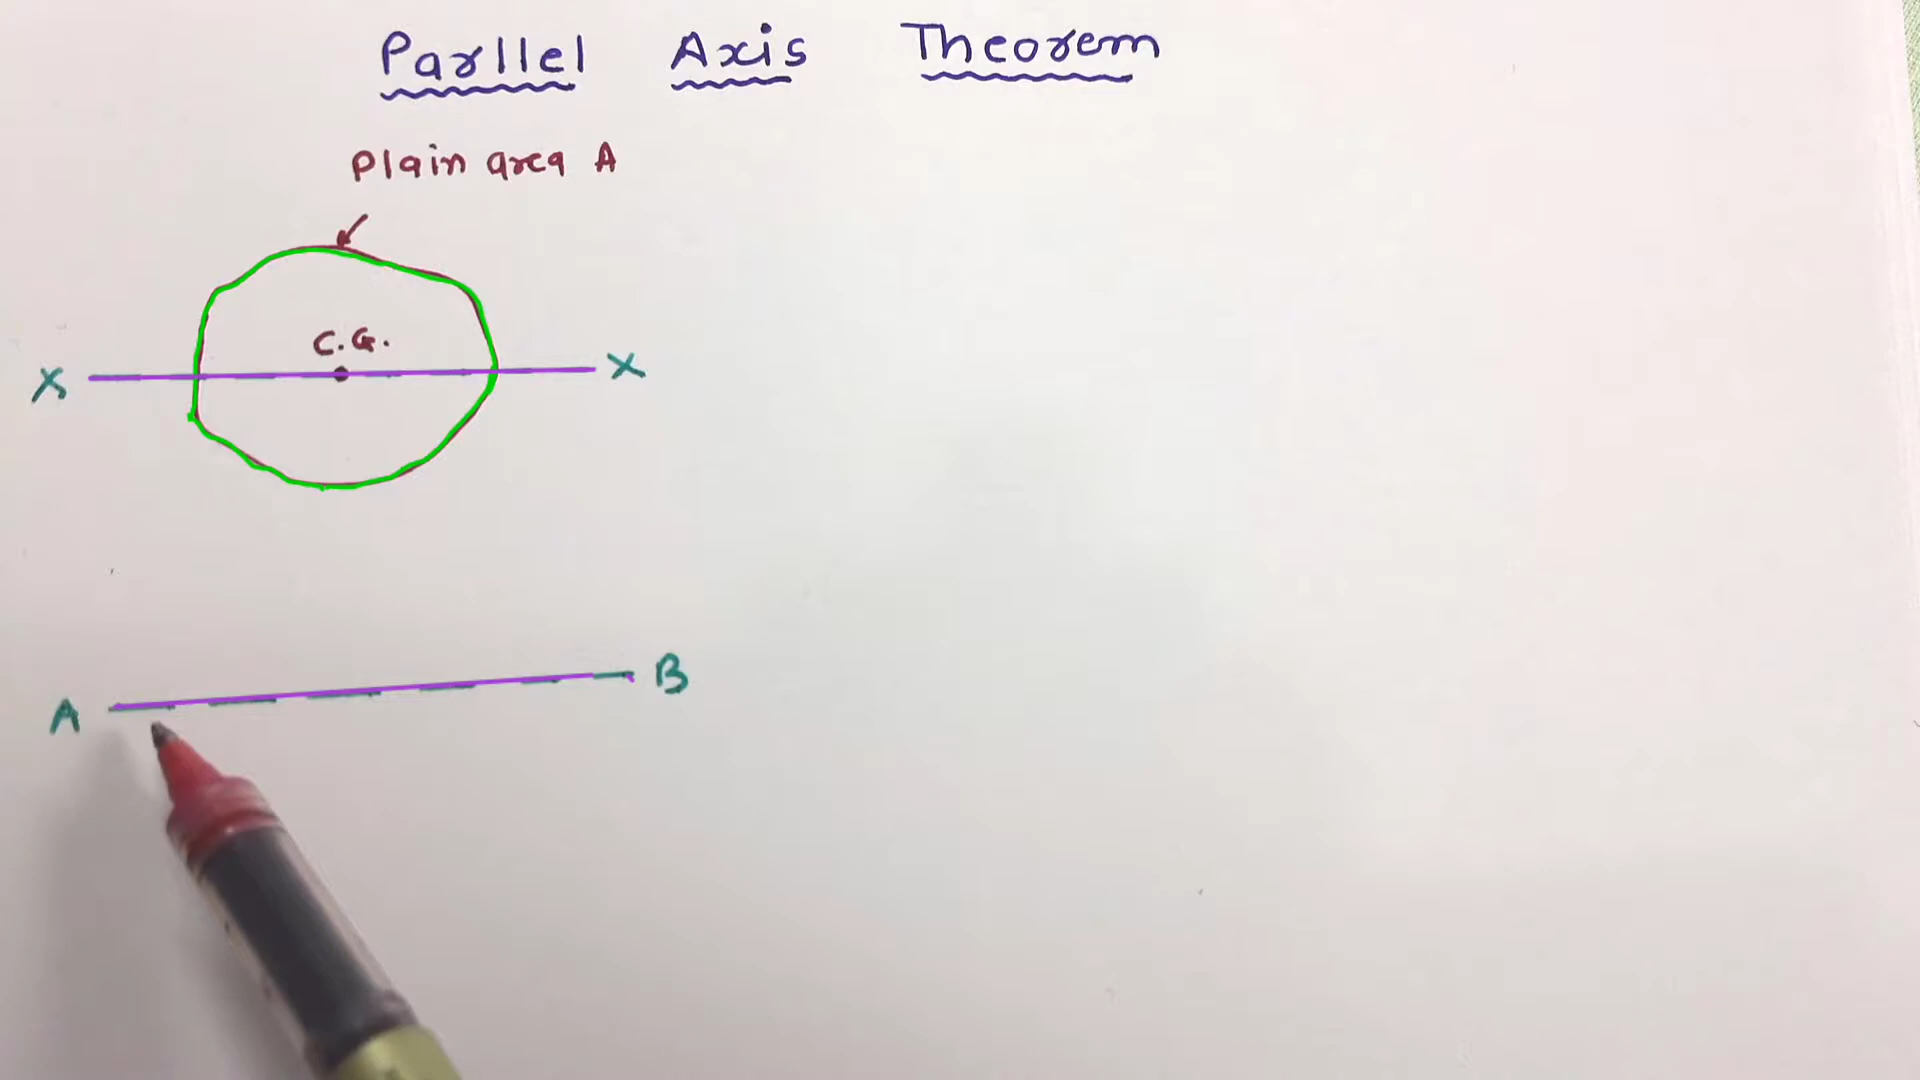 Parllel Axis Theorem
Plain area A
C.G.
X X
A B